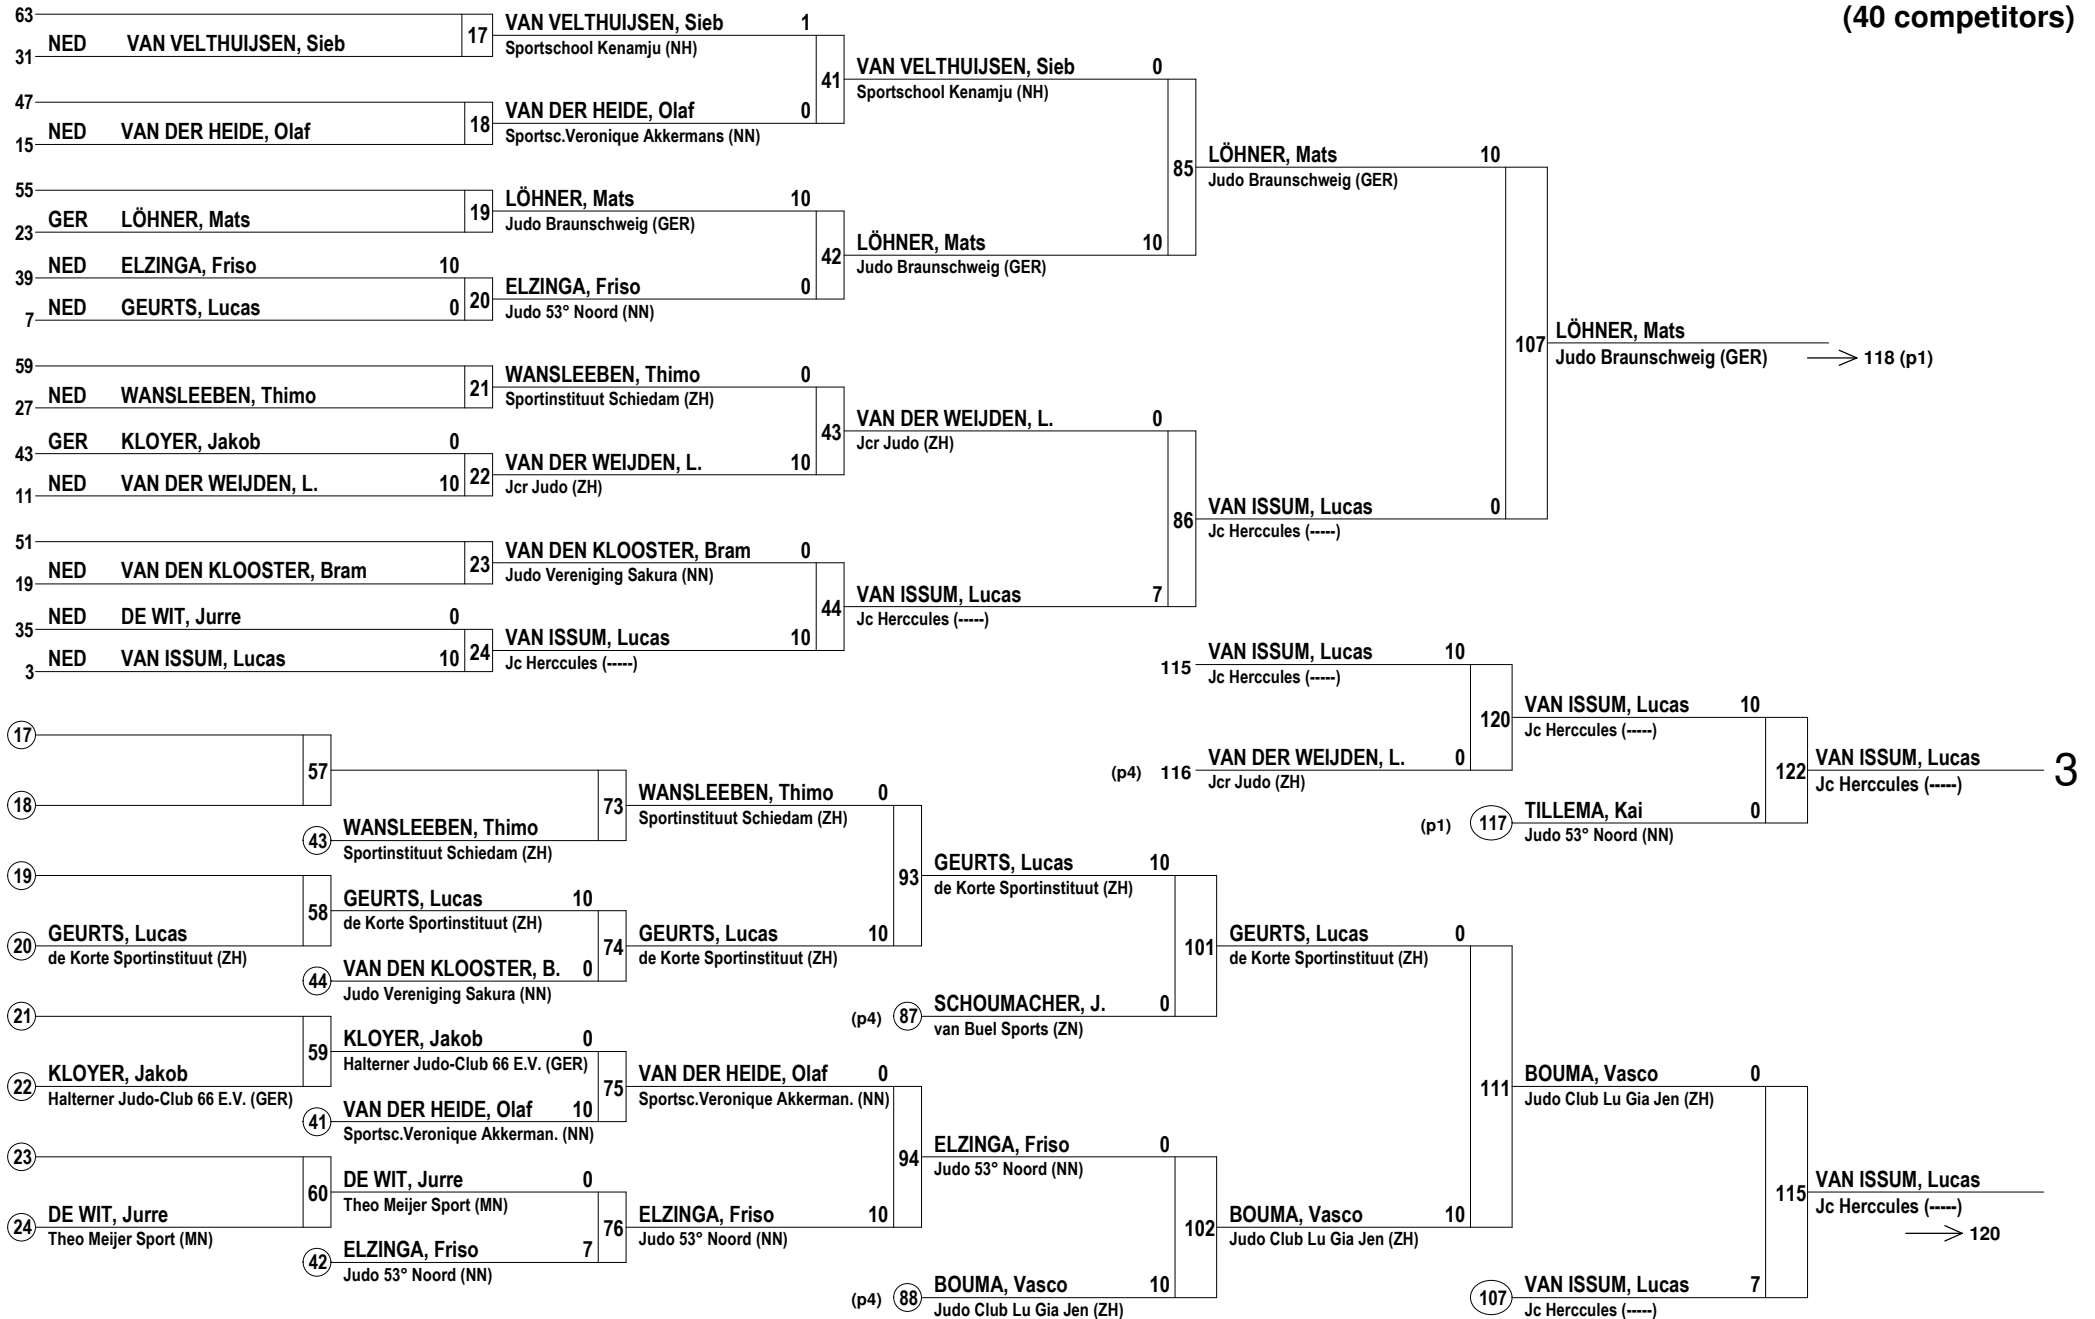 (40 competitors)
63
NED VAN VELTHUIJSEN, Sieb
31
17
VAN VELTHUIJSEN, Sieb 1
Sportschool Kenamju (NH)
47
NED VAN DER HEIDE, Olaf
15
18
VAN DER HEIDE, Olaf 0
Sportsc.Veronique Akkermans (NN)
41
VAN VELTHUIJSEN, Sieb 0
Sportschool Kenamju (NH)
55
GER LÖHNER, Mats
23
19
LÖHNER, Mats 10
Judo Braunschweig (GER)
NED ELZINGA, Friso 10
39
NED GEURTS, Lucas 0
7
20
ELZINGA, Friso 0
Judo 53° Noord (NN)
42
LÖHNER, Mats 10
Judo Braunschweig (GER)
85
LÖHNER, Mats 10
Judo Braunschweig (GER)
59
NED WANSLEEBEN, Thimo
27
21
WANSLEEBEN, Thimo 0
Sportinstituut Schiedam (ZH)
GER KLOYER, Jakob 0
43
NED VAN DER WEIJDEN, L. 10
11
22
VAN DER WEIJDEN, L. 10
Jcr Judo (ZH)
43
VAN DER WEIJDEN, L. 0
Jcr Judo (ZH)
51
NED VAN DEN KLOOSTER, Bram
19
23
VAN DEN KLOOSTER, Bram 0
Judo Vereniging Sakura (NN)
NED DE WIT, Jurre 0
35
NED VAN ISSUM, Lucas 10
3
24
VAN ISSUM, Lucas 10
Jc Herccules (-----)
44
VAN ISSUM, Lucas 7
Jc Herccules (-----)
86
VAN ISSUM, Lucas 0
Jc Herccules (-----)
107
LÖHNER, Mats
Judo Braunschweig (GER) 118 (p1)
115
VAN ISSUM, Lucas 10
Jc Herccules (-----)
(p4) 116
VAN DER WEIJDEN, L. 0
Jcr Judo (ZH)
120
VAN ISSUM, Lucas 10
Jc Herccules (-----)
(p1) 117
TILLEMA, Kai 0
Judo 53° Noord (NN)
122
VAN ISSUM, Lucas
Jc Herccules (-----)
3
17
18
57
43
WANSLEEBEN, Thimo
Sportinstituut Schiedam (ZH)
73
WANSLEEBEN, Thimo 0
Sportinstituut Schiedam (ZH)
19
20
GEURTS, Lucas
de Korte Sportinstituut (ZH)
58
GEURTS, Lucas 10
de Korte Sportinstituut (ZH)
44
VAN DEN KLOOSTER, B. 0
Judo Vereniging Sakura (NN)
74
GEURTS, Lucas 10
de Korte Sportinstituut (ZH)
93
GEURTS, Lucas 10
de Korte Sportinstituut (ZH)
(p4) 87
SCHOUMACHER, J. 0
van Buel Sports (ZN)
101
GEURTS, Lucas 0
de Korte Sportinstituut (ZH)
21
22
KLOYER, Jakob
Halterner Judo-Club 66 E.V. (GER)
59
KLOYER, Jakob 0
Halterner Judo-Club 66 E.V. (GER)
41
VAN DER HEIDE, Olaf 10
Sportsc.Veronique Akkerman. (NN)
75
VAN DER HEIDE, Olaf 0
Sportsc.Veronique Akkerman. (NN)
23
24
DE WIT, Jurre
Theo Meijer Sport (MN)
60
DE WIT, Jurre 0
Theo Meijer Sport (MN)
42
ELZINGA, Friso 7
Judo 53° Noord (NN)
76
ELZINGA, Friso 10
Judo 53° Noord (NN)
94
ELZINGA, Friso 0
Judo 53° Noord (NN)
(p4) 88
BOUMA, Vasco 10
Judo Club Lu Gia Jen (ZH)
102
BOUMA, Vasco 10
Judo Club Lu Gia Jen (ZH)
111
BOUMA, Vasco 0
Judo Club Lu Gia Jen (ZH)
107
VAN ISSUM, Lucas 7
Jc Herccules (-----)
115
VAN ISSUM, Lucas
Jc Herccules (-----)
120